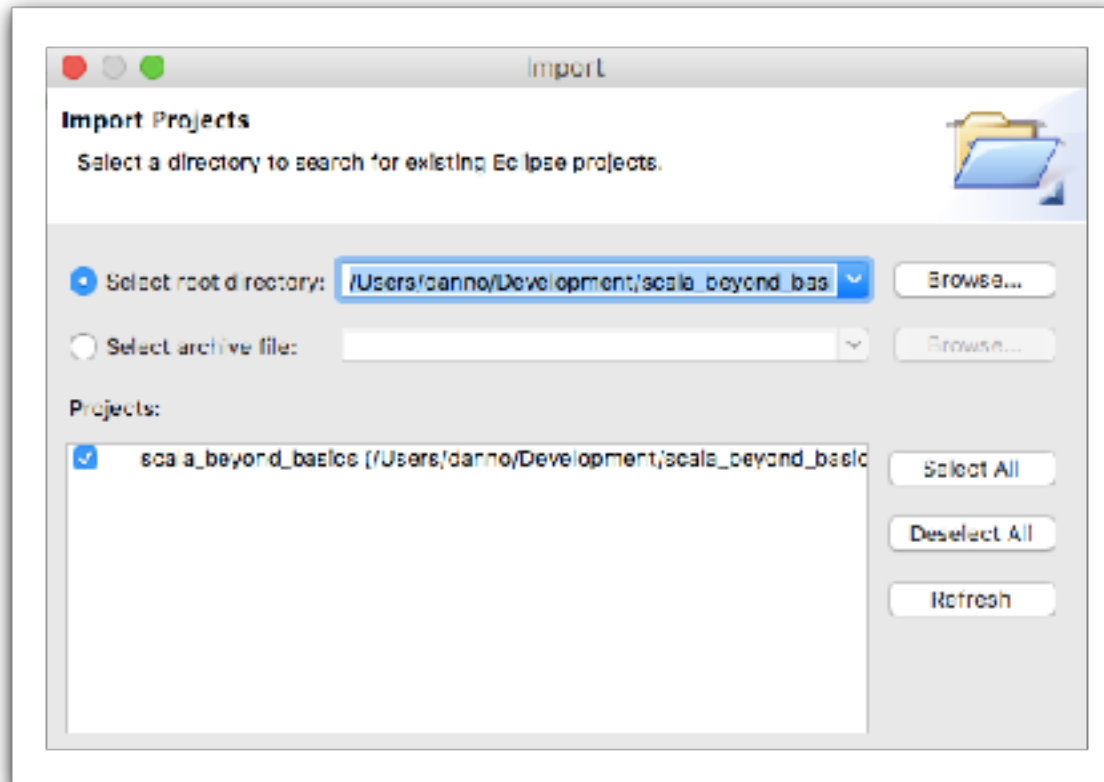 Import
Import Projects
Select a directory to search for existing Eclipse projects.
Select root directory: /Users/danno/Development/scala_beyond_bas Browse...
Select archive file: Browse...
Projects:
scala_beyond_basics (/Users/danno/Development/scala_beyond_basic
Select All
Deselect All
Refresh